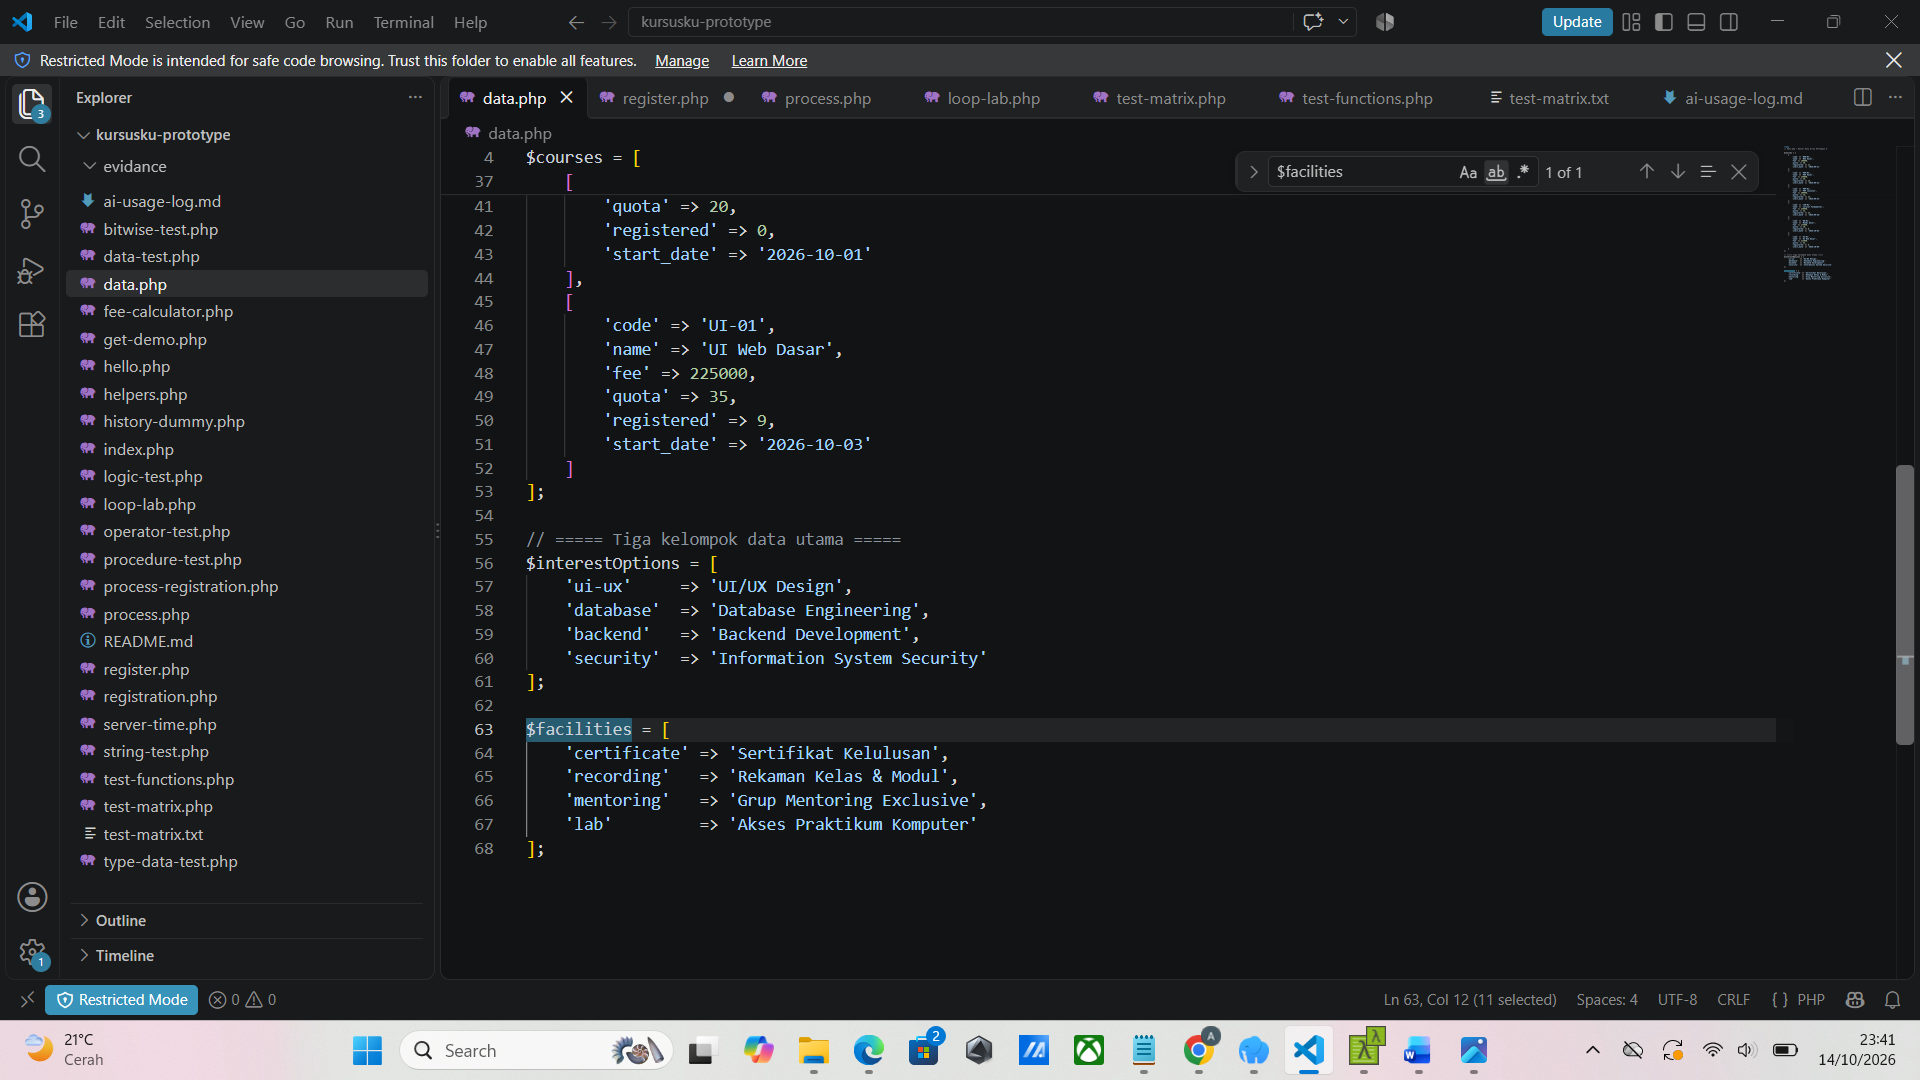 File Edit Selection View Go Run Terminal Help
kursusku-prototype
Update
Restricted Mode is intended for safe code browsing. Trust this folder to enable all features. Manage Learn More
Explorer
kursusku-prototype
evidance
ai-usage-log.md
bitwise-test.php
data-test.php
data.php
fee-calculator.php
get-demo.php
hello.php
helpers.php
history-dummy.php
index.php
logic-test.php
loop-lab.php
operator-test.php
procedure-test.php
process-registration.php
process.php
README.md
register.php
registration.php
server-time.php
string-test.php
test-functions.php
test-matrix.php
test-matrix.txt
type-data-test.php
Outline
Timeline
3
1
data.php register.php process.php loop-lab.php test-matrix.php test-functions.php test-matrix.txt ai-usage-log.md
data.php
$facilities Aa ab .* 1 of 1
4 $courses = [
37 [
41 'quota' => 20,
42 'registered' => 0,
43 'start_date' => '2026-10-01'
44 ],
45 [
46 'code' => 'UI-01',
47 'name' => 'UI Web Dasar',
48 'fee' => 225000,
49 'quota' => 35,
50 'registered' => 9,
51 'start_date' => '2026-10-03'
52 ]
53 ];
54
55 // ===== Tiga kelompok data utama =====
56 $interestOptions = [
57 'ui-ux' => 'UI/UX Design',
58 'database' => 'Database Engineering',
59 'backend' => 'Backend Development',
60 'security' => 'Information System Security'
61 ];
62
63 $facilities = [
64 'certificate' => 'Sertifikat Kelulusan',
65 'recording' => 'Rekaman Kelas & Modul',
66 'mentoring' => 'Grup Mentoring Exclusive',
67 'lab' => 'Akses Praktikum Komputer'
68 ];
Restricted Mode 0 0 Ln 63, Col 12 (11 selected) Spaces: 4 UTF-8 CRLF { } PHP
21°C
Cerah
Search
2
A
23:41
14/10/2026